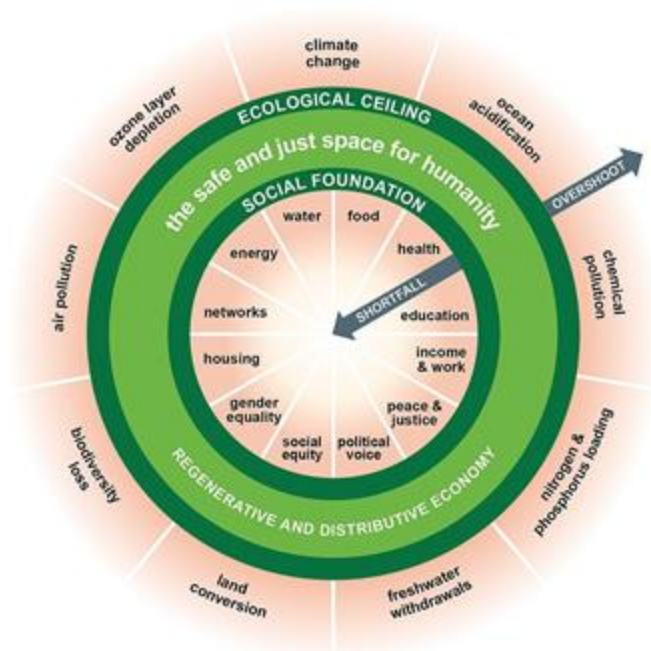 climate
change
ocean
acidification
chemical
pollution
nitrogen &
phosphorus loading
freshwater
withdrawals
land
conversion
biodiversity
loss
air pollution
ozone layer
depletion
OVERSHOOT
ECOLOGICAL CEILING
the safe and just space for humanity
SOCIAL FOUNDATION
water
food
health
SHORTFALL
education
income
& work
peace &
justice
political
voice
social
equity
gender
equality
housing
networks
energy
REGENERATIVE AND DISTRIBUTIVE ECONOMY